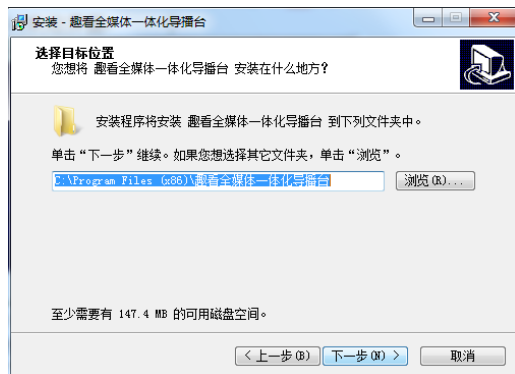 安装 - 趣看全媒体一体化导播台
选择目标位置
您想将 趣看全媒体一体化导播台 安装在什么地方?
安装程序将安装 趣看全媒体一体化导播台 到下列文件夹中。
单击“下一步”继续。如果您想选择其它文件夹，单击“浏览”。
C:\Program Files (x86)\趣看全媒体一体化导播台 浏览(R)...
至少需要有 147.4 MB 的可用磁盘空间。
< 上一步(B) 下一步(N) > 取消